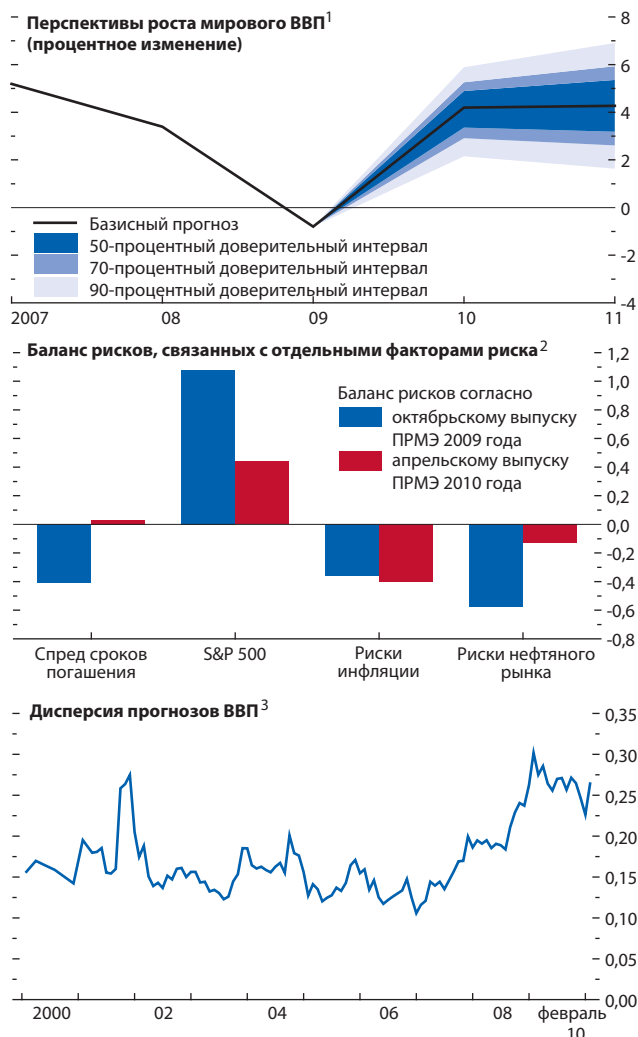 Перспективы роста мирового ВВП1
(процентное изменение)
8
6
4
2
0
-2
-4
Базисный прогноз
50-процентный доверительный интервал
70-процентный доверительный интервал
90-процентный доверительный интервал
2007 08 09 10 11
Баланс рисков, связанных с отдельными факторами риска2
Баланс рисков согласно
октябрьскому выпуску
ПРМЭ 2009 года
апрельскому выпуску
ПРМЭ 2010 года
1,2
1,0
0,8
0,6
0,4
0,2
0,0
-0,2
-0,4
-0,6
-0,8
Спред сроков
погашения
S&P 500
Риски
инфляции
Риски нефтяного
рынка
Дисперсия прогнозов ВВП3
0,35
0,30
0,25
0,20
0,15
0,10
0,05
0,00
2000 02 04 06 08 февраль
10